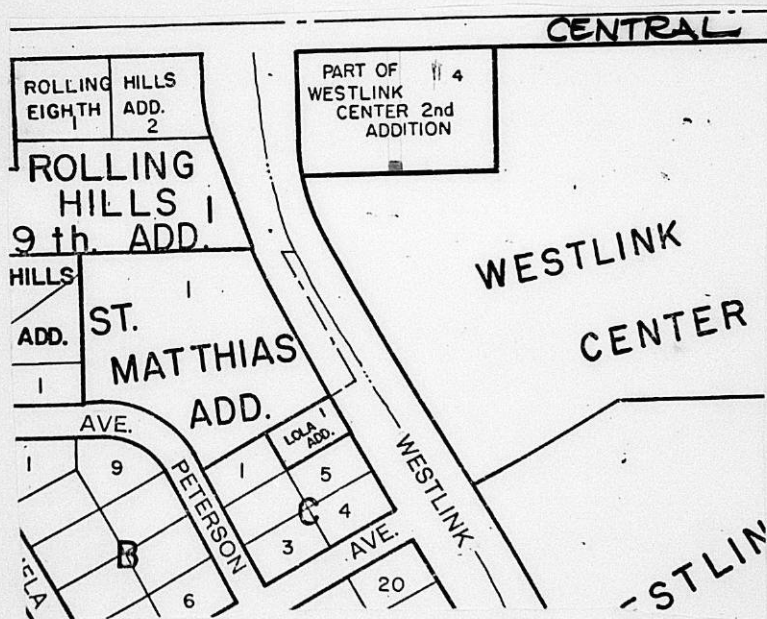 CENTRAL
ROLLING HILLS
EIGHTH ADD.
1 2
PART OF 4
WESTLINK
CENTER 2nd
ADDITION
ROLLING
HILLS 1
9 th. ADD.
HILLS
ADD.
1
1
ST.
MATTHIAS
ADD.
WESTLINK
CENTER
AVE.
PETERSON
LOLA 1
ADD.
1
5
C
4
3
AVE.
WESTLINK
1
9
B
6
20